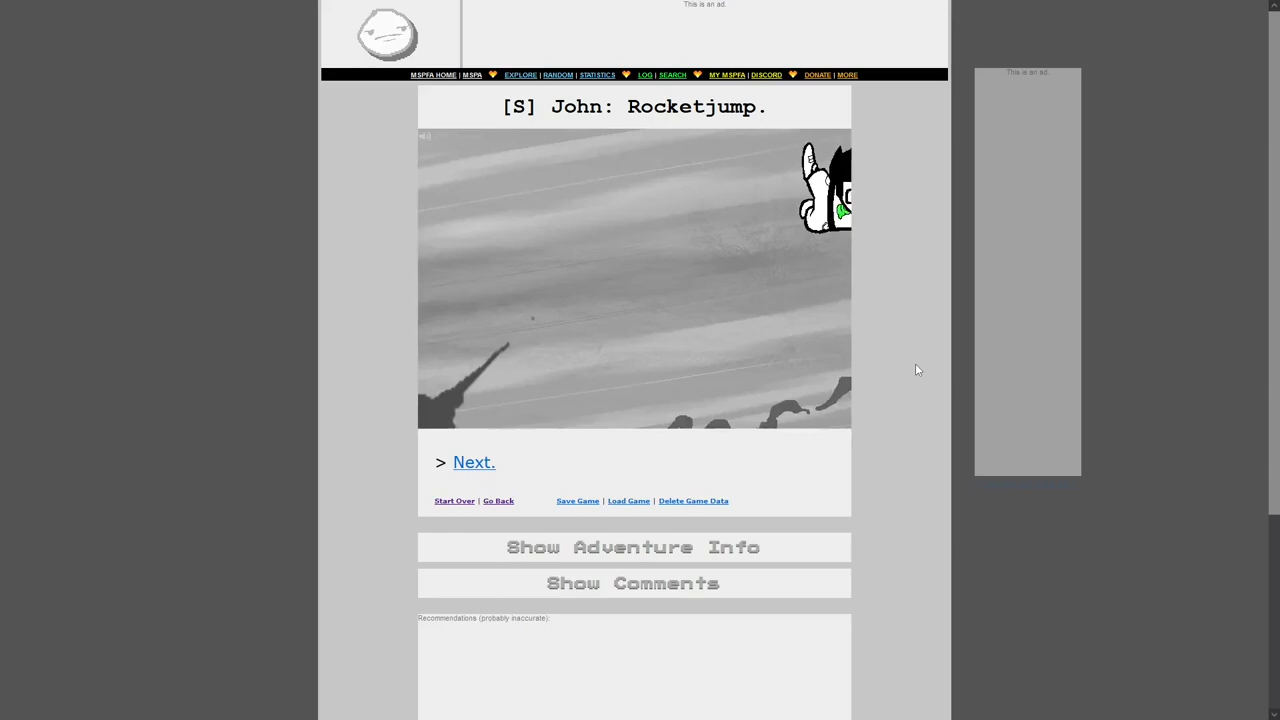 This is an ad.
MSPFA HOME | MSPA EXPLORE | RANDOM | STATISTICS LOG | SEARCH MY MSPFA | DISCORD DONATE | MORE
This is an ad.
[S] John: Rocketjump.
> Next.
Start Over | Go Back Save Game | Load Game | Delete Game Data
Show Adventure Info
Show Comments
Recommendations (probably inaccurate):